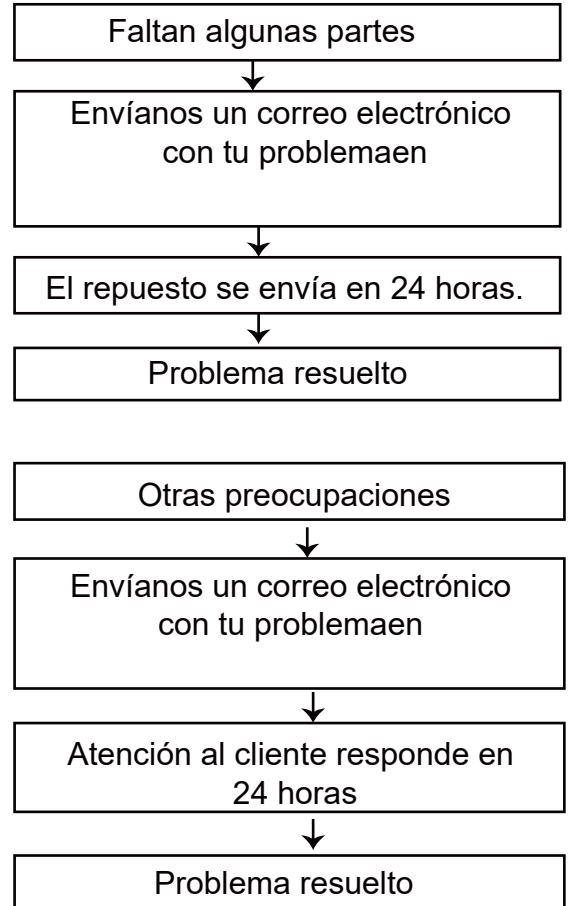 Faltan algunas partes
Envíanos un correo electrónico
con tu problemaen
El repuesto se envía en 24 horas.
Problema resuelto
Otras preocupaciones
Envíanos un correo electrónico
con tu problemaen
Atención al cliente responde en
24 horas
Problema resuelto